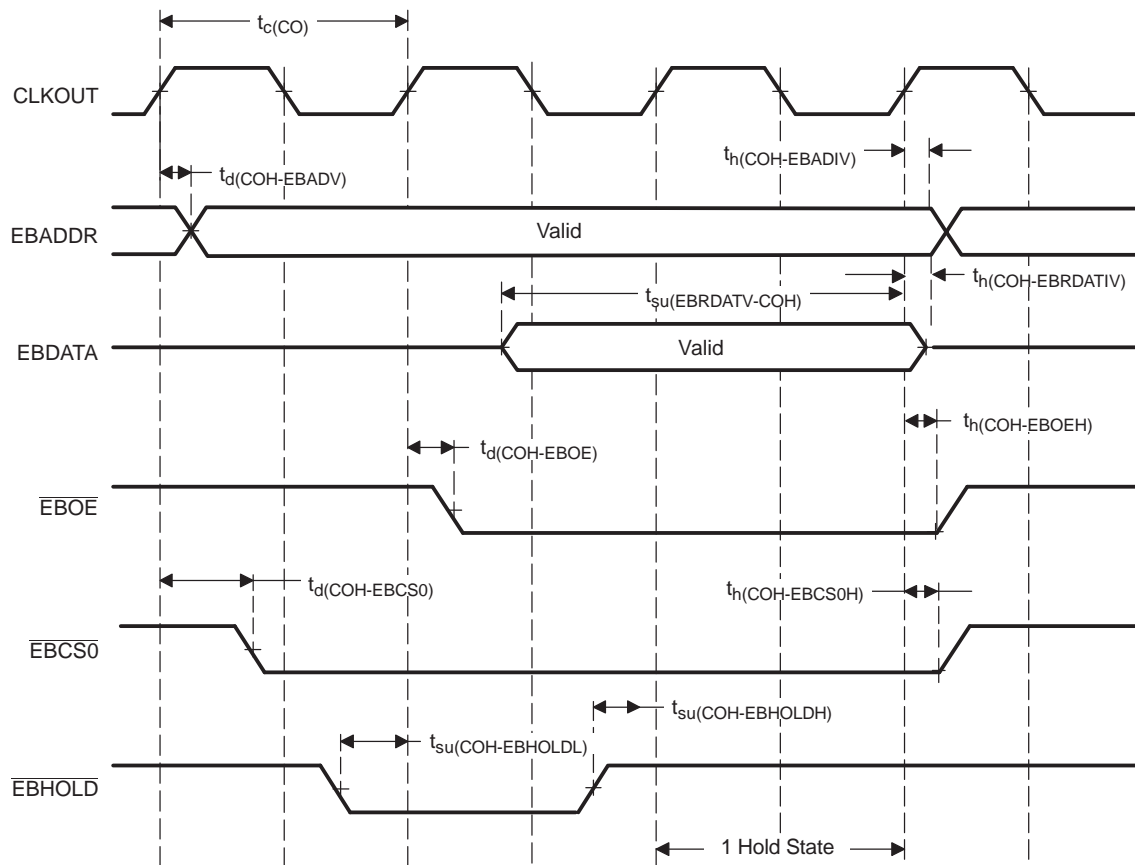 tc(CO)
CLKOUT
th(COH-EBADIV)
td(COH-EBADV)
EBADDR
Valid
th(COH-EBRDATIV)
tsu(EBRDATV-COH)
EBDATA
Valid
th(COH-EBOEH)
td(COH-EBOE)
EBOE
td(COH-EBCS0)
th(COH-EBCS0H)
EBCS0
tsu(COH-EBHOLDH)
tsu(COH-EBHOLDL)
EBHOLD
1 Hold State